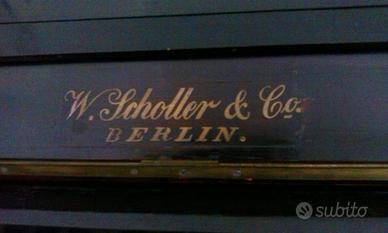 W. Scholler & Co.
BERLIN.
subito